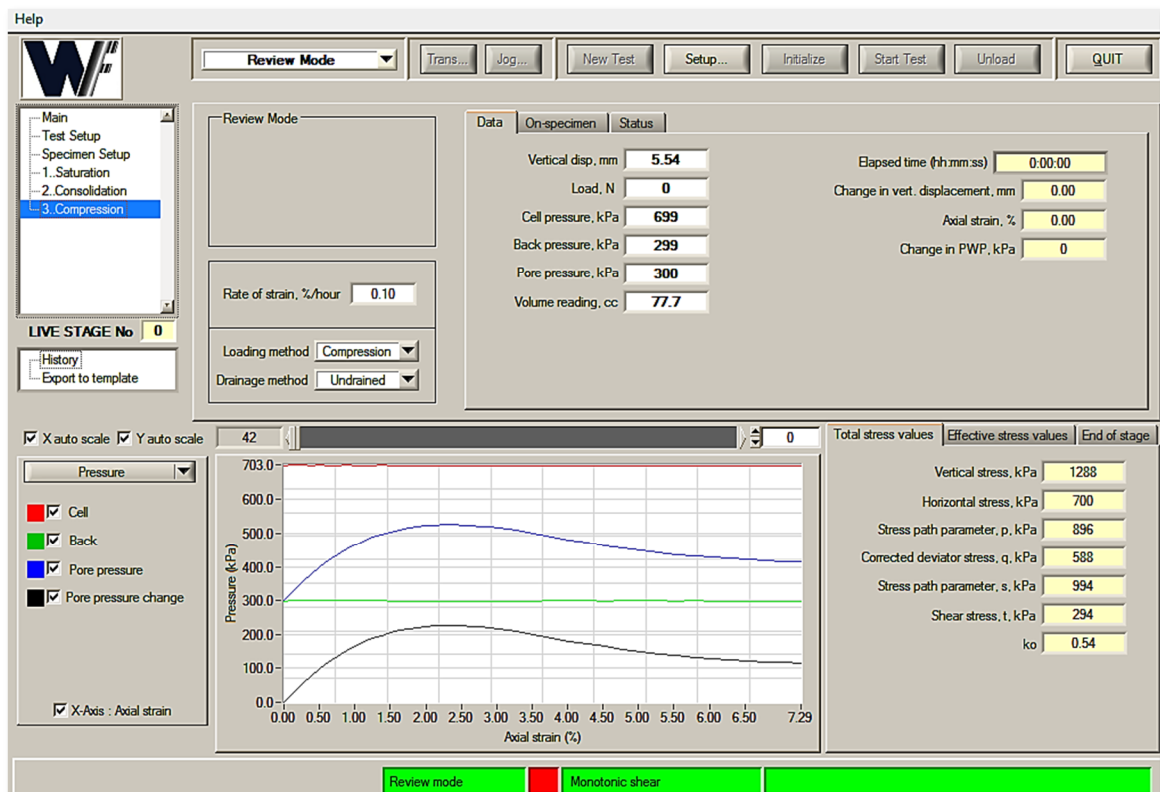 Help
WF
Review Mode
Trans...
Jog...
New Test
Setup...
Initialize
Start Test
Unload
QUIT
Main
Test Setup
Specimen Setup
1..Saturation
2..Consolidation
3..Compression
LIVE STAGE No 0
History
Export to template
Review Mode
Rate of strain, %/hour 0.10
Loading method Compression
Drainage method Undrained
Data On-specimen Status
Vertical disp, mm 5.54
Load, N 0
Cell pressure, kPa 699
Back pressure, kPa 299
Pore pressure, kPa 300
Volume reading, cc 77.7
Elapsed time (hh:mm:ss) 0:00:00
Change in vert. displacement, mm 0.00
Axial strain, % 0.00
Change in PWP, kPa 0
X auto scale Y auto scale
42
0
Pressure
Cell
Back
Pore pressure
Pore pressure change
X-Axis : Axial strain
Pressure (kPa)
703.0
600.0
500.0
400.0
300.0
200.0
100.0
0.0
0.00 0.50 1.00 1.50 2.00 2.50 3.00 3.50 4.00 4.50 5.00 5.50 6.00 6.50 7.29
Axial strain (%)
Total stress values Effective stress values End of stage
Vertical stress, kPa 1288
Horizontal stress, kPa 700
Stress path parameter, p, kPa 896
Corrected deviator stress, q, kPa 588
Stress path parameter, s, kPa 994
Shear stress, t, kPa 294
ko 0.54
Review mode
Monotonic shear